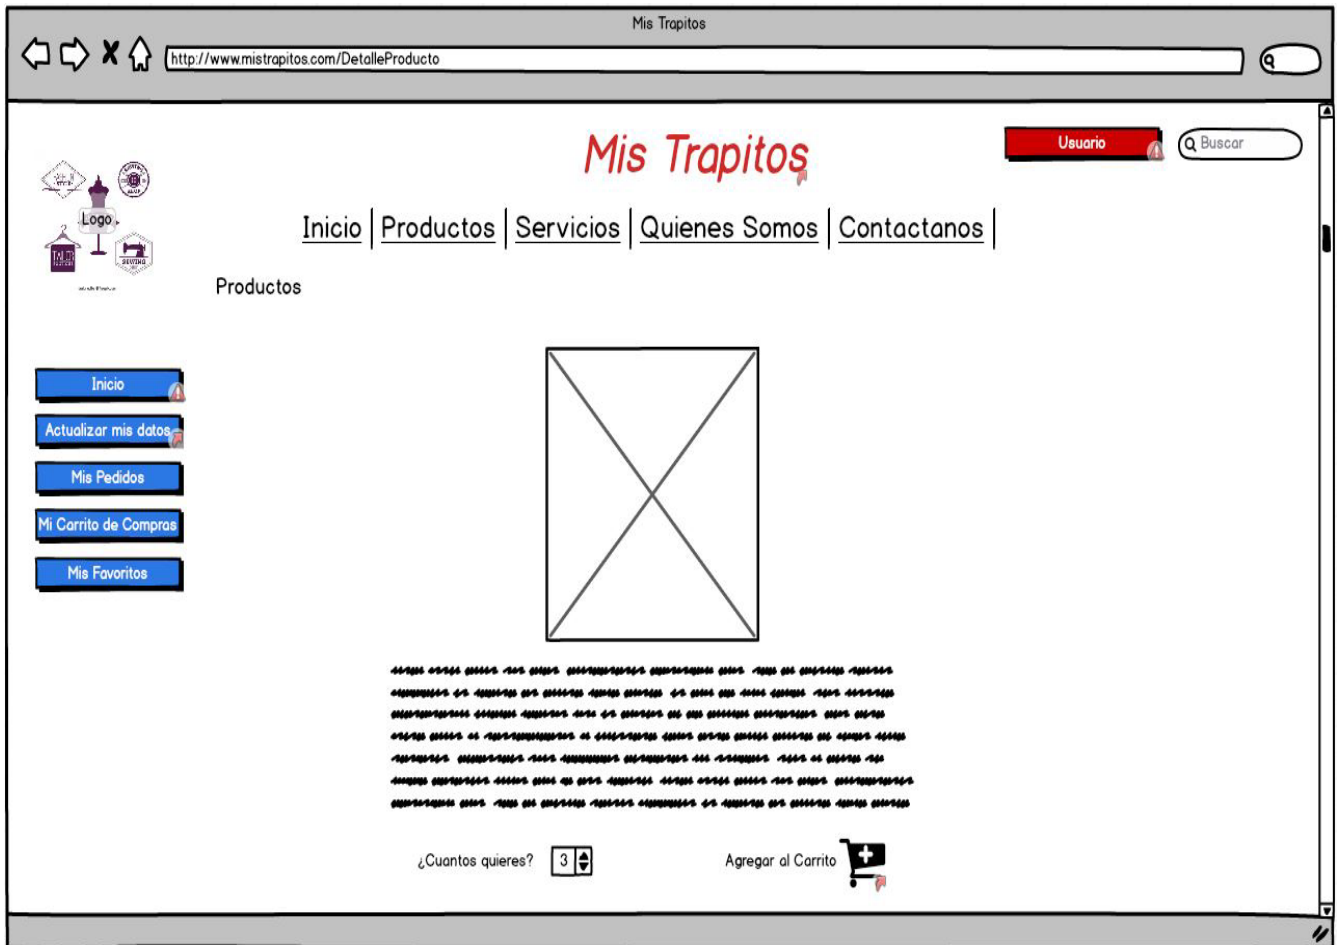 Mis Trapitos
http://www.mistrapitos.com/DetalleProducto
Mis Trapitos
Usuario
Buscar
Logo
Inicio | Productos | Servicios | Quienes Somos | Contactanos |
Productos
Inicio
Actualizar mis datos
Mis Pedidos
Mi Carrito de Compras
Mis Favoritos
¿Cuantos quieres? 3
Agregar al Carrito